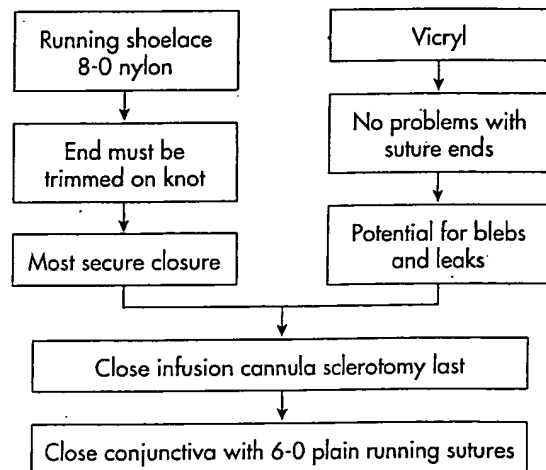 Running shoelace
8-0 nylon
Vicryl
End must be
trimmed on knot
No problems with
suture ends
Most secure closure
Potential for blebs
and leaks
Close infusion cannula sclerotomy last
Close conjunctiva with 6-0 plain running sutures